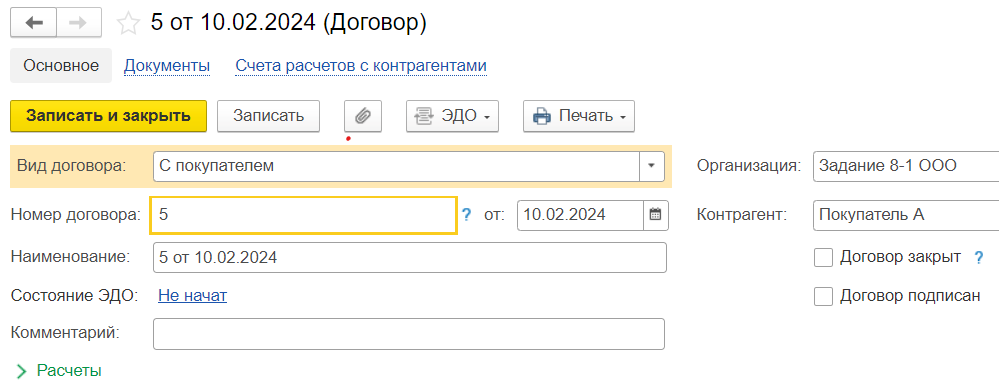 5 от 10.02.2024 (Договор)
Основное Документы Счета расчетов с контрагентами
Записать и закрыть Записать ЭДО Печать
Вид договора: С покупателем Организация: Задание 8-1 ООО
Номер договора: 5 ? от: 10.02.2024 Контрагент: Покупатель А
Наименование: 5 от 10.02.2024 Договор закрыт ?
Состояние ЭДО: Не начат Договор подписан
Комментарий:
Расчеты